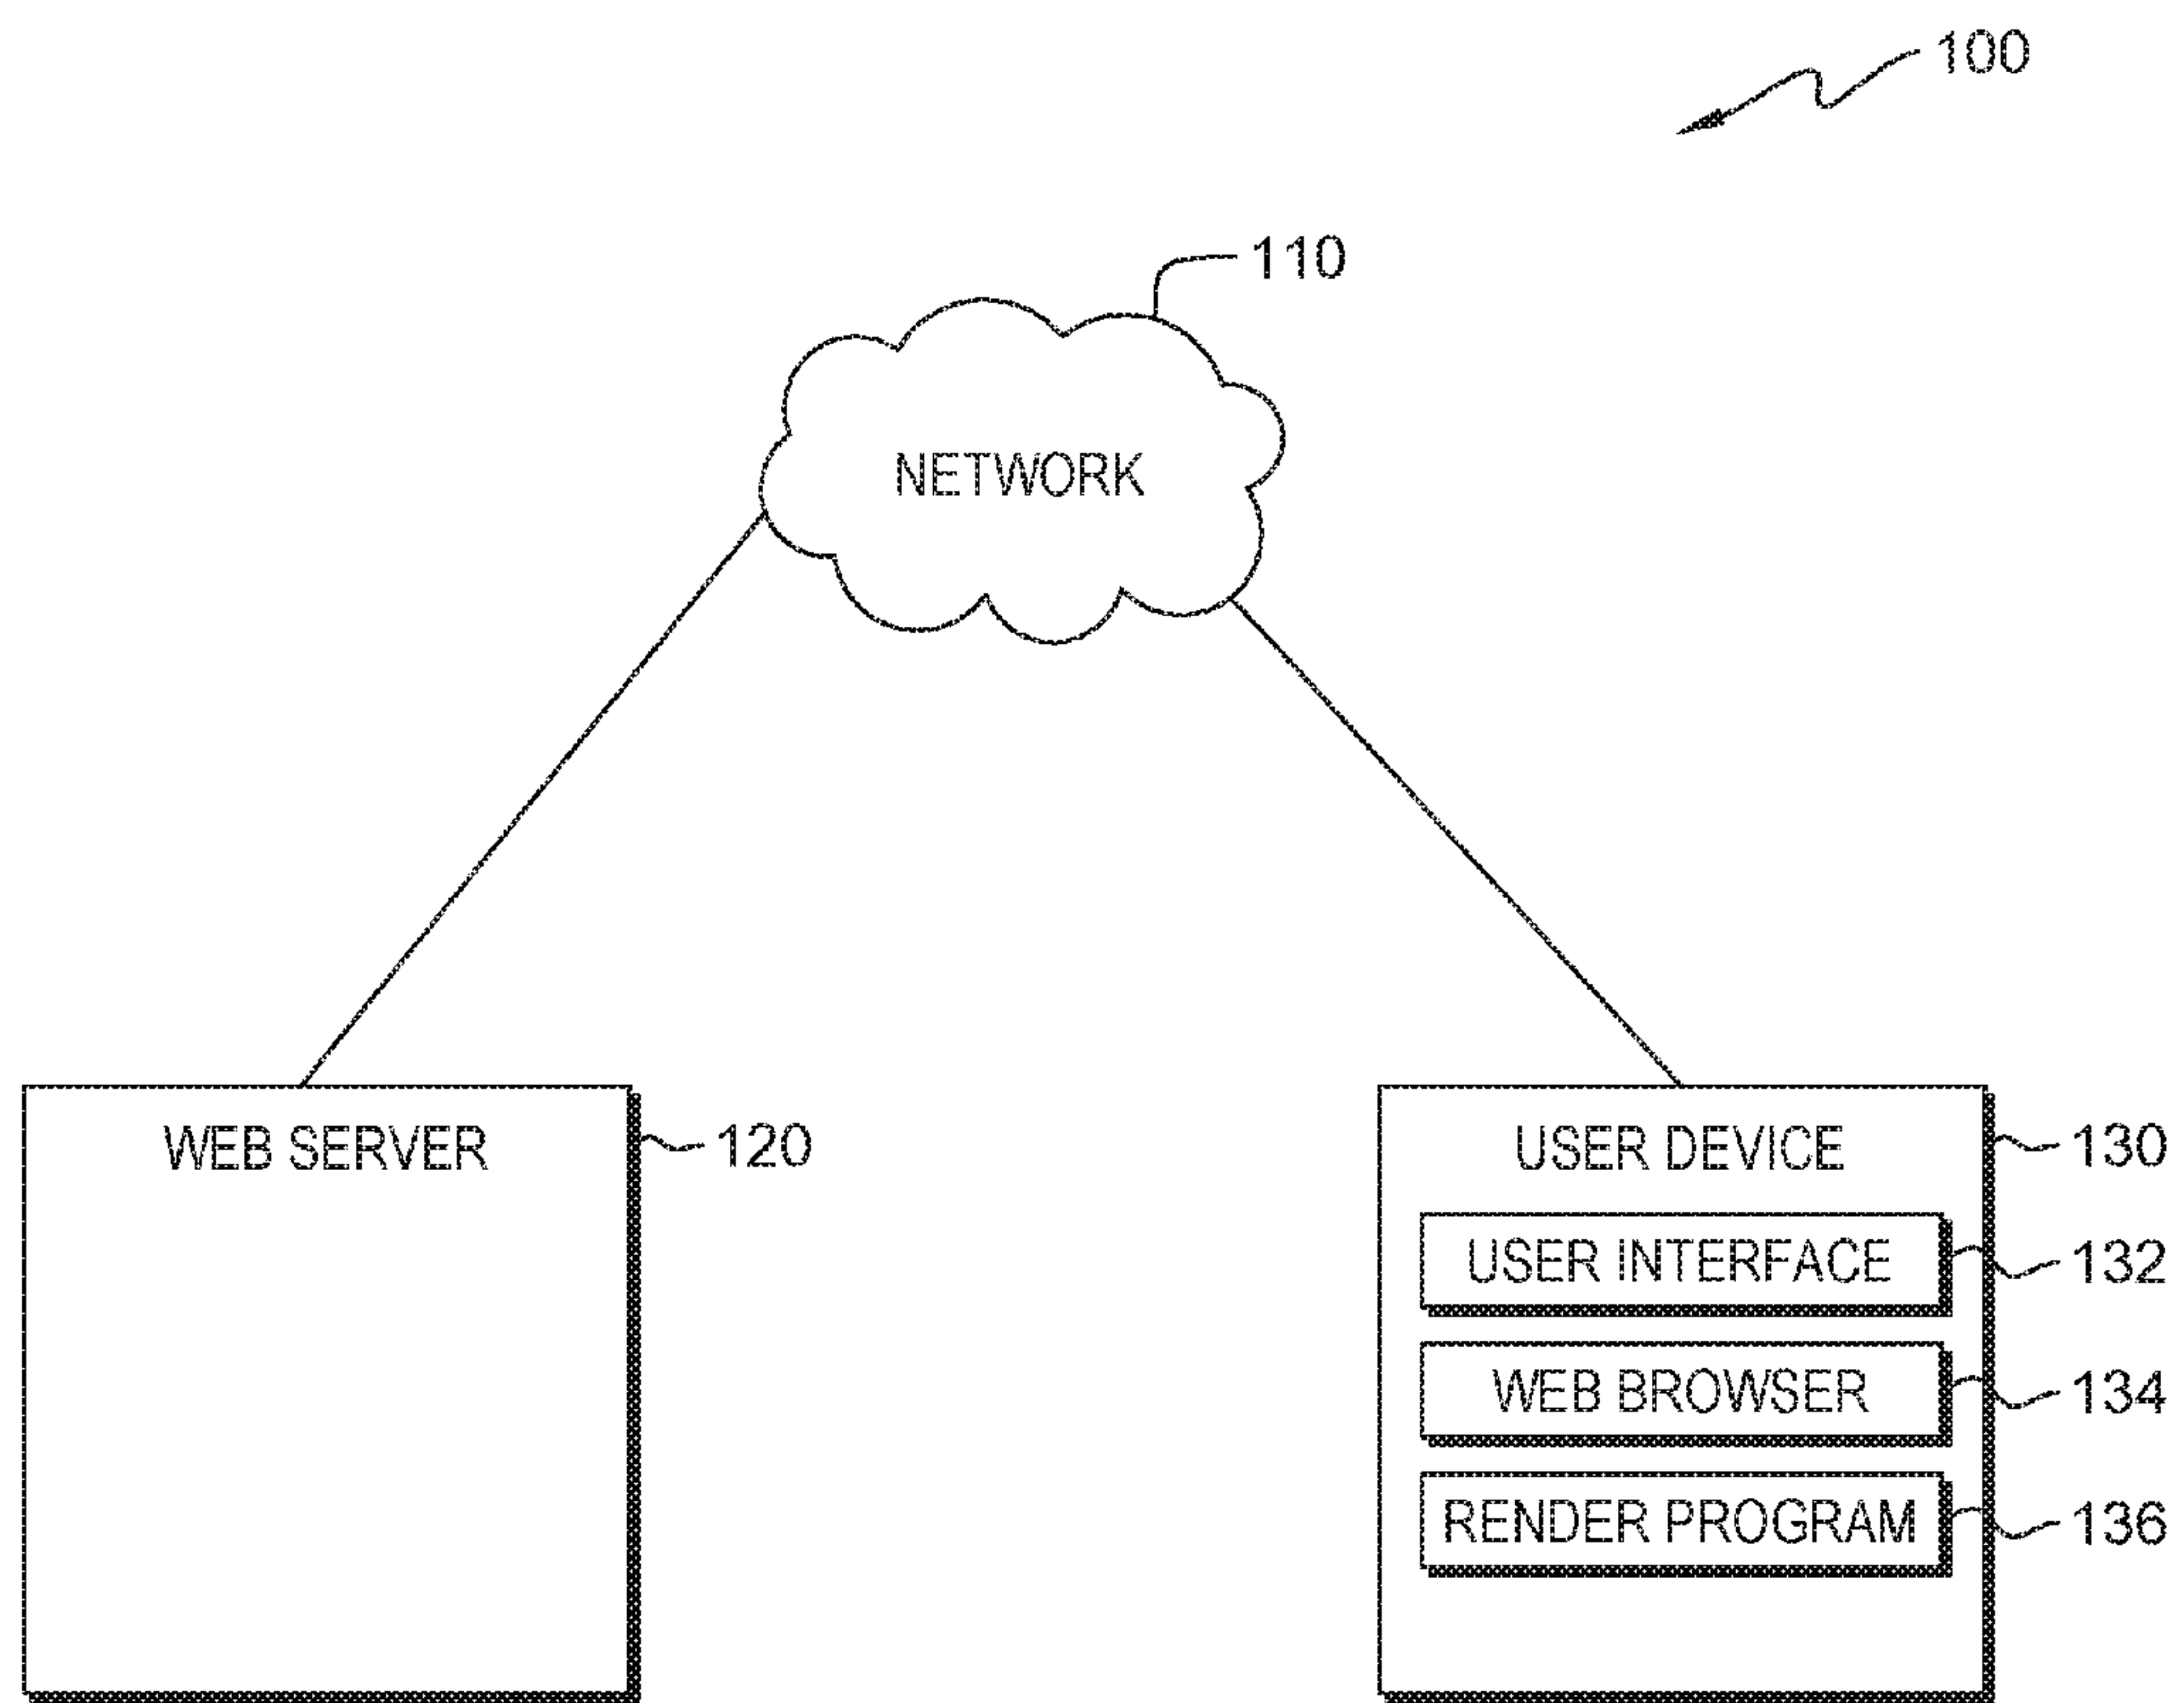 100
110
NETWORK
WEB SERVER
120
USER DEVICE
130
USER INTERFACE
132
WEB BROWSER
134
RENDER PROGRAM
136